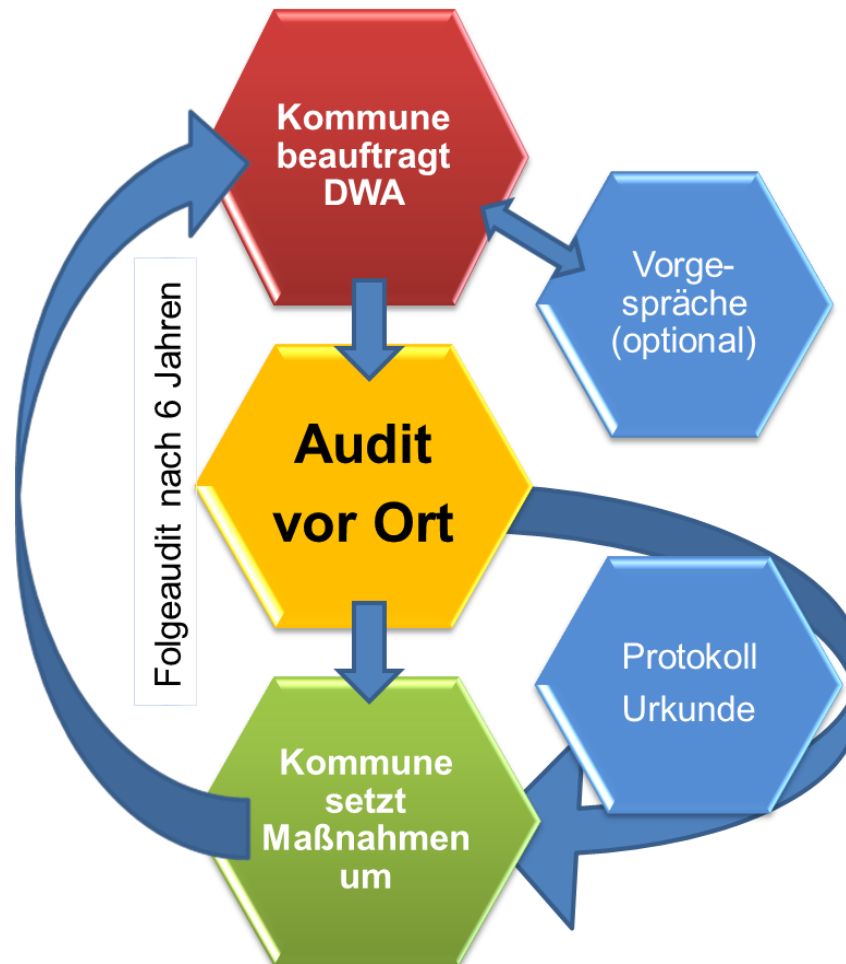 Kommune
beauftragt
DWA
Vorge-
spräche
(optional)
Folgeaudit nach 6 Jahren
Audit
vor Ort
Protokoll
Urkunde
Kommune
setzt
Maßnahmen
um